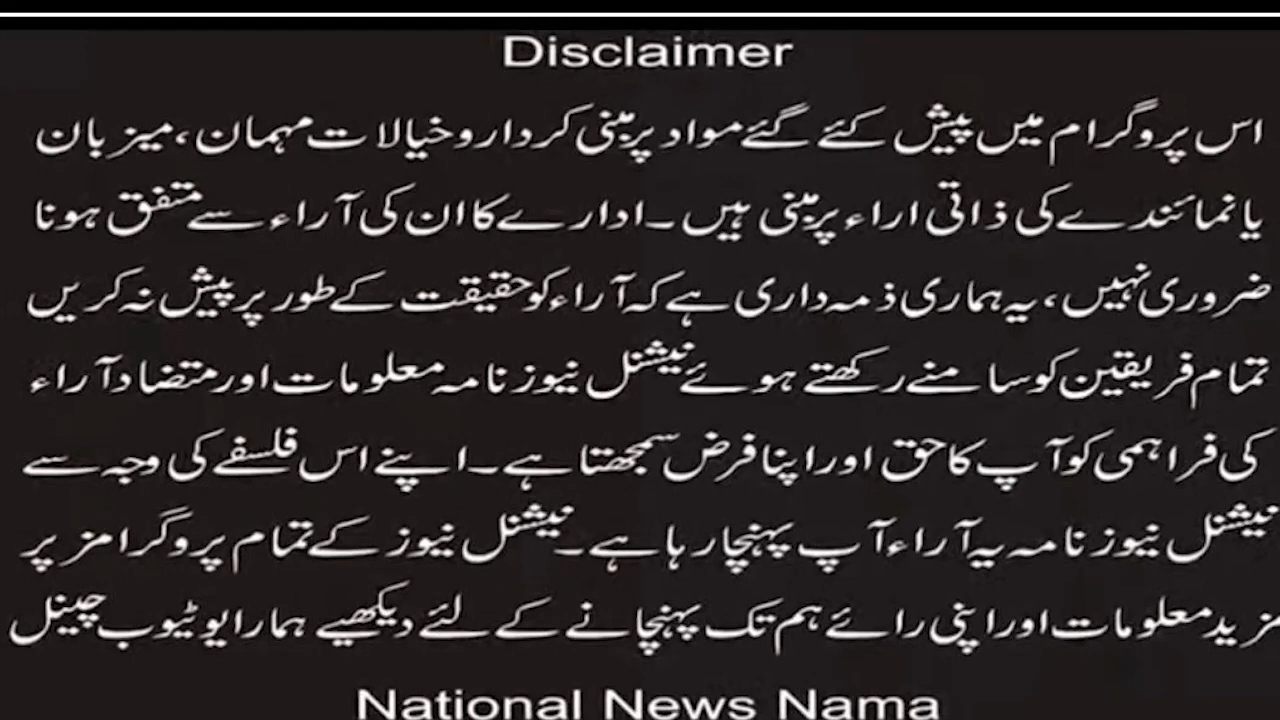 Disclaimer
اس پروگرام میں پیش کئے گئے مواد پر مبنی کردار و خیالات مہمان، میزبان
یا نمائندے کی ذاتی اراء پر مبنی ہیں۔ ادارے کا ان کی آراء سے متفق ہونا
ضروری نہیں، یہ ہماری ذمہ داری ہے کہ آراء کو حقیقت کے طور پر پیش نہ کریں
تمام فریقین کو سامنے رکھتے ہوئے نیشنل نیوز نامہ معلومات اور متضاد آراء
کی فراہمی کو آپ کا حق اور اپنا فرض سمجھتا ہے۔ اپنے اس فلسفے کی وجہ سے
نیشنل نیوز نامہ یہ آراء آپ پہنچا رہا ہے۔ نیشنل نیوز کے تمام پروگرامز پر
مزید معلومات اور اپنی رائے ہم تک پہنچانے کے لئے دیکھیے ہمارا یوٹیوب چینل
National News Nama